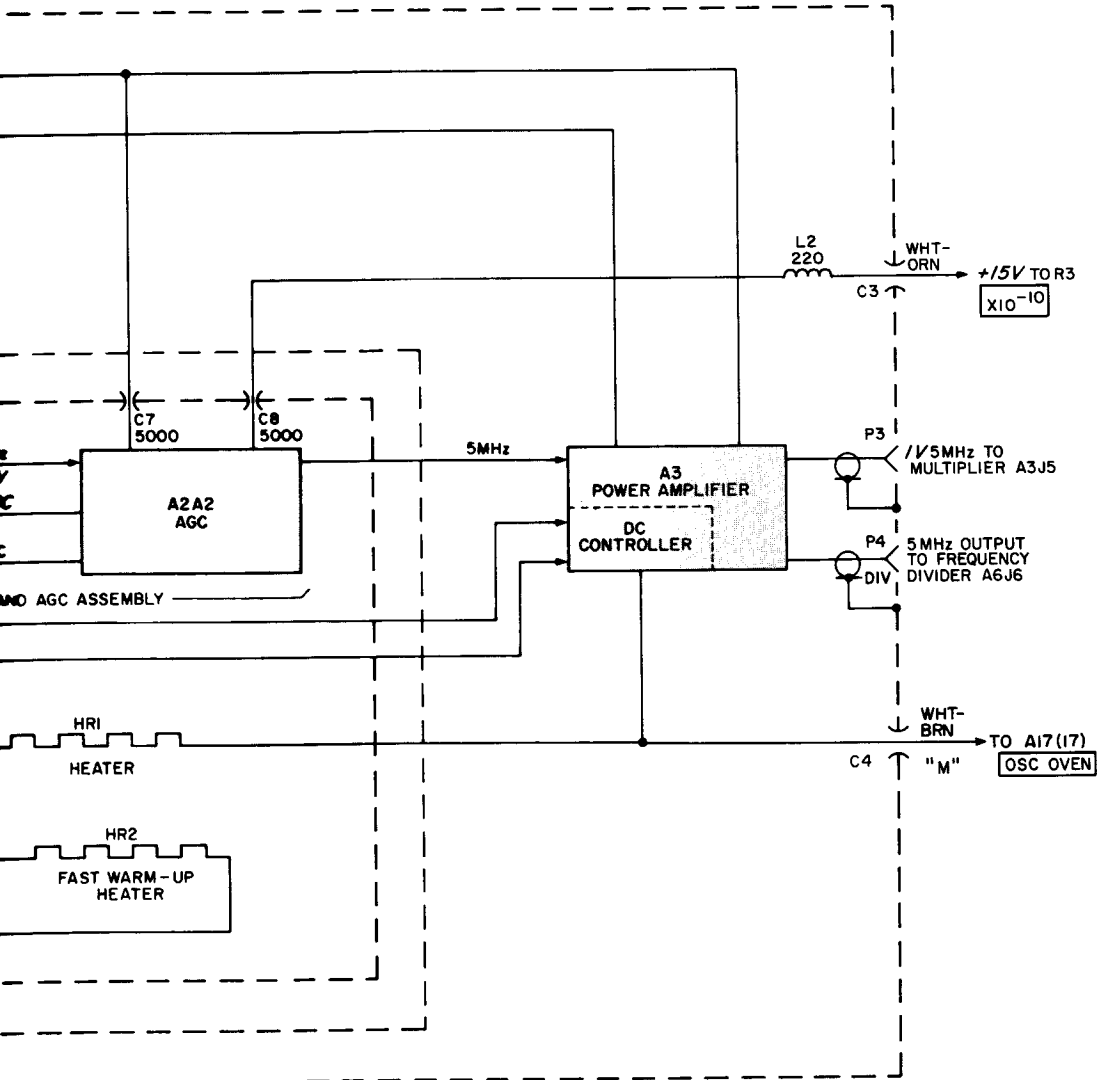 L2
220
WHT-
ORN
C3
+15V TO R3
X10-10
C7
5000
C8
5000
5MHz
A2A2
AGC
A3
POWER AMPLIFIER
DC
CONTROLLER
P3
1V 5MHz TO
MULTIPLIER A3J5
P4
DIV
5MHz OUTPUT
TO FREQUENCY
DIVIDER A6J6
AND AGC ASSEMBLY
HR1
HEATER
WHT-
BRN
C4
"M"
TO A17(17)
OSC OVEN
HR2
FAST WARM-UP
HEATER